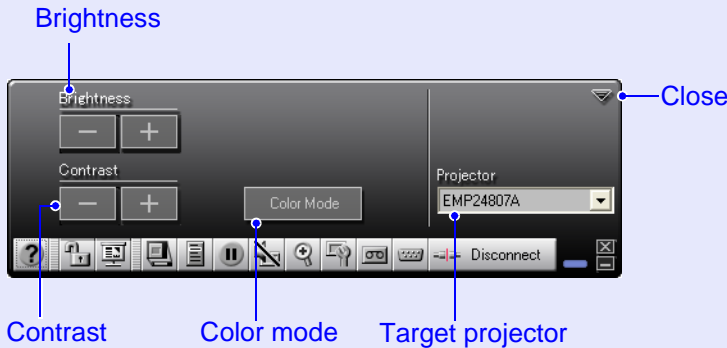 Brightness
Brightness
Close
Contrast
Projector
Color Mode
EMP24807A
Disconnect
Contrast
Color mode
Target projector